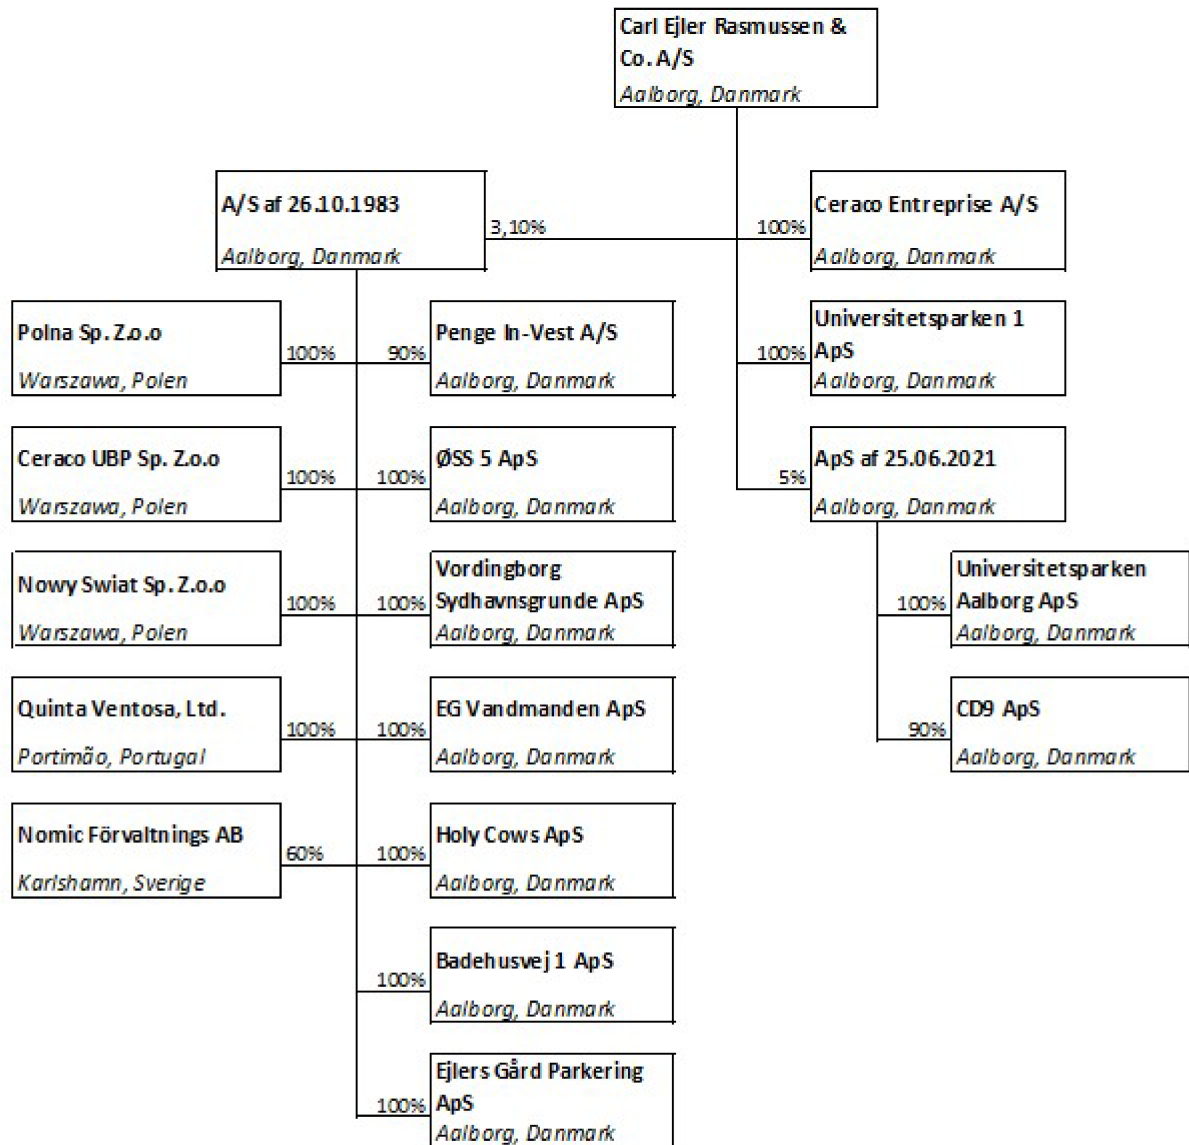 Carl Ejler Rasmussen &
Co. A/S
Aalborg, Danmark
A/S af 26.10.1983
Aalborg, Danmark
3,10%
100%
Ceraco Entreprise A/S
Aalborg, Danmark
Polna Sp. Z.o.o
Warszawa, Polen
100%
90%
Penge In-Vest A/S
Aalborg, Danmark
100%
Universitetsparken 1
ApS
Aalborg, Danmark
Ceraco UBP Sp. Z.o.o
Warszawa, Polen
100%
100%
ØSS 5 ApS
Aalborg, Danmark
5%
ApS af 25.06.2021
Aalborg, Danmark
Nowy Swiat Sp. Z.o.o
Warszawa, Polen
100%
100%
Vordingborg
Sydhavnsgrunde ApS
Aalborg, Danmark
100%
Universitetsparken
Aalborg ApS
Aalborg, Danmark
Quinta Ventosa, Ltd.
Portimão, Portugal
100%
100%
EG Vandmanden ApS
Aalborg, Danmark
90%
CD9 ApS
Aalborg, Danmark
Nomic Förvaltnings AB
Karlshamn, Sverige
60%
100%
Holy Cows ApS
Aalborg, Danmark
100%
Badehusvej 1 ApS
Aalborg, Danmark
100%
Ejlers Gård Parkering
ApS
Aalborg, Danmark